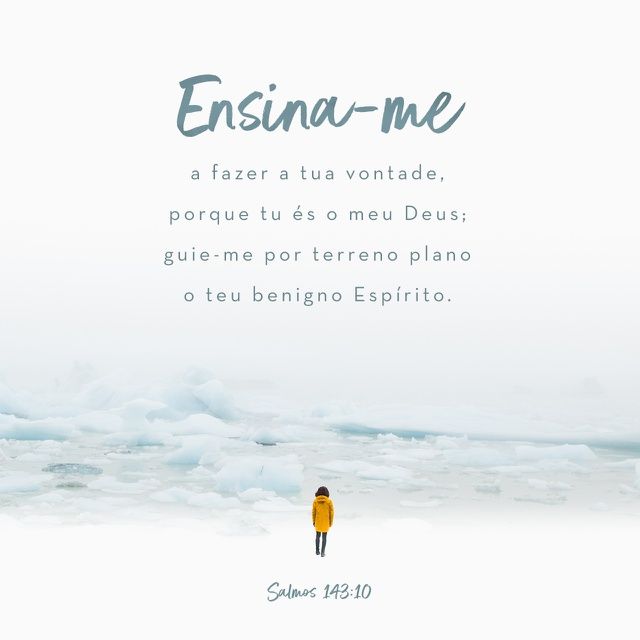 Ensina-me
a fazer a tua vontade,
porque tu és o meu Deus;
guie-me por terreno plano
o teu benigno Espírito.
Salmos 143:10